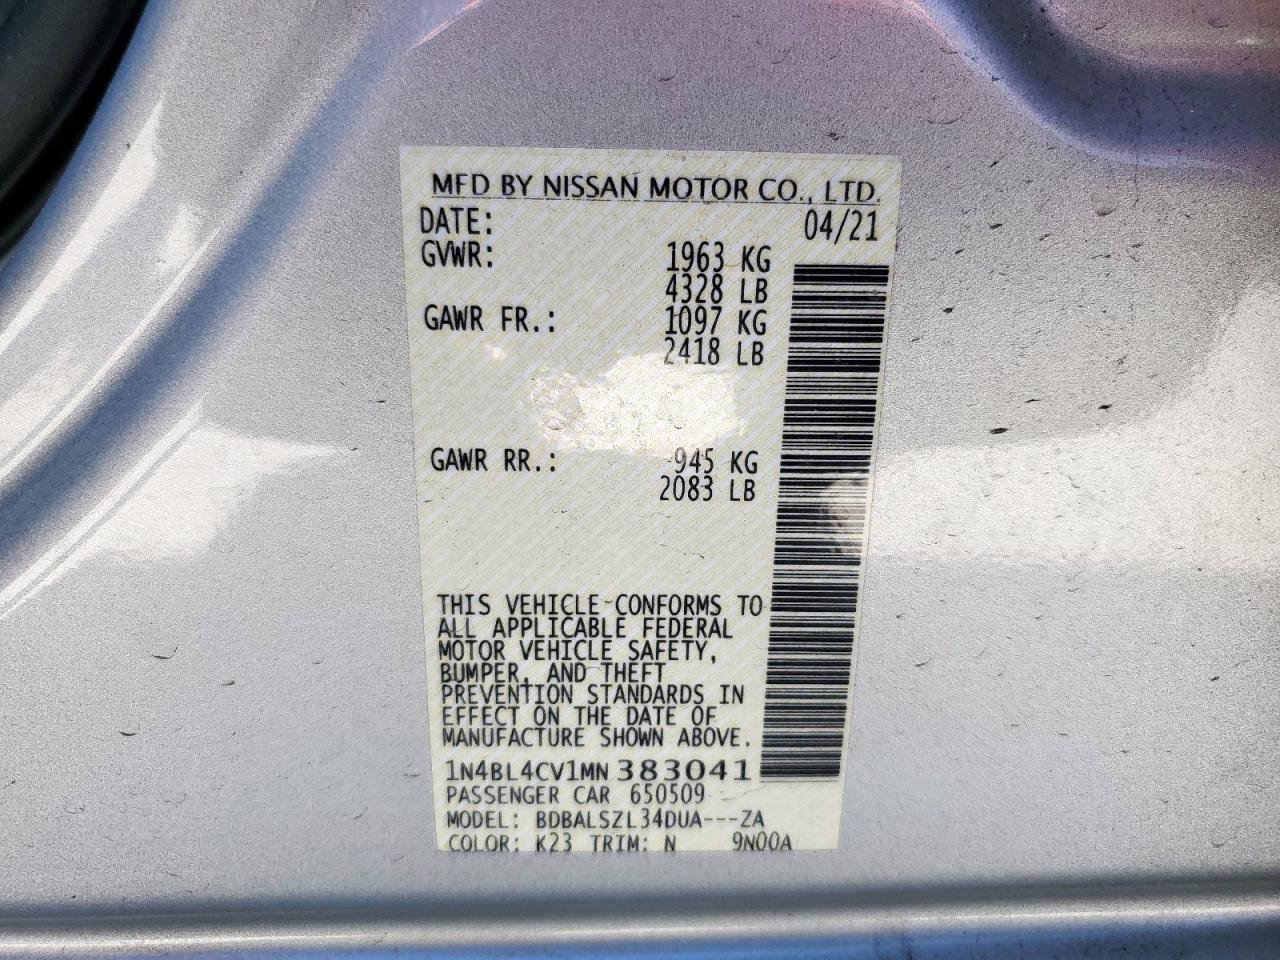 MFD BY NISSAN MOTOR CO., LTD.
DATE: 04/21
GVWR: 1963 KG
4328 LB
GAWR FR.: 1097 KG
2418 LB
GAWR RR.: 945 KG
2083 LB
THIS VEHICLE CONFORMS TO
ALL APPLICABLE FEDERAL
MOTOR VEHICLE SAFETY,
BUMPER, AND THEFT
PREVENTION STANDARDS IN
EFFECT ON THE DATE OF
MANUFACTURE SHOWN ABOVE.
1N4BL4CV1MN383041
PASSENGER CAR 650509
MODEL: BDBALSZL34DUA---ZA
COLOR: K23 TRIM: N 9N00A